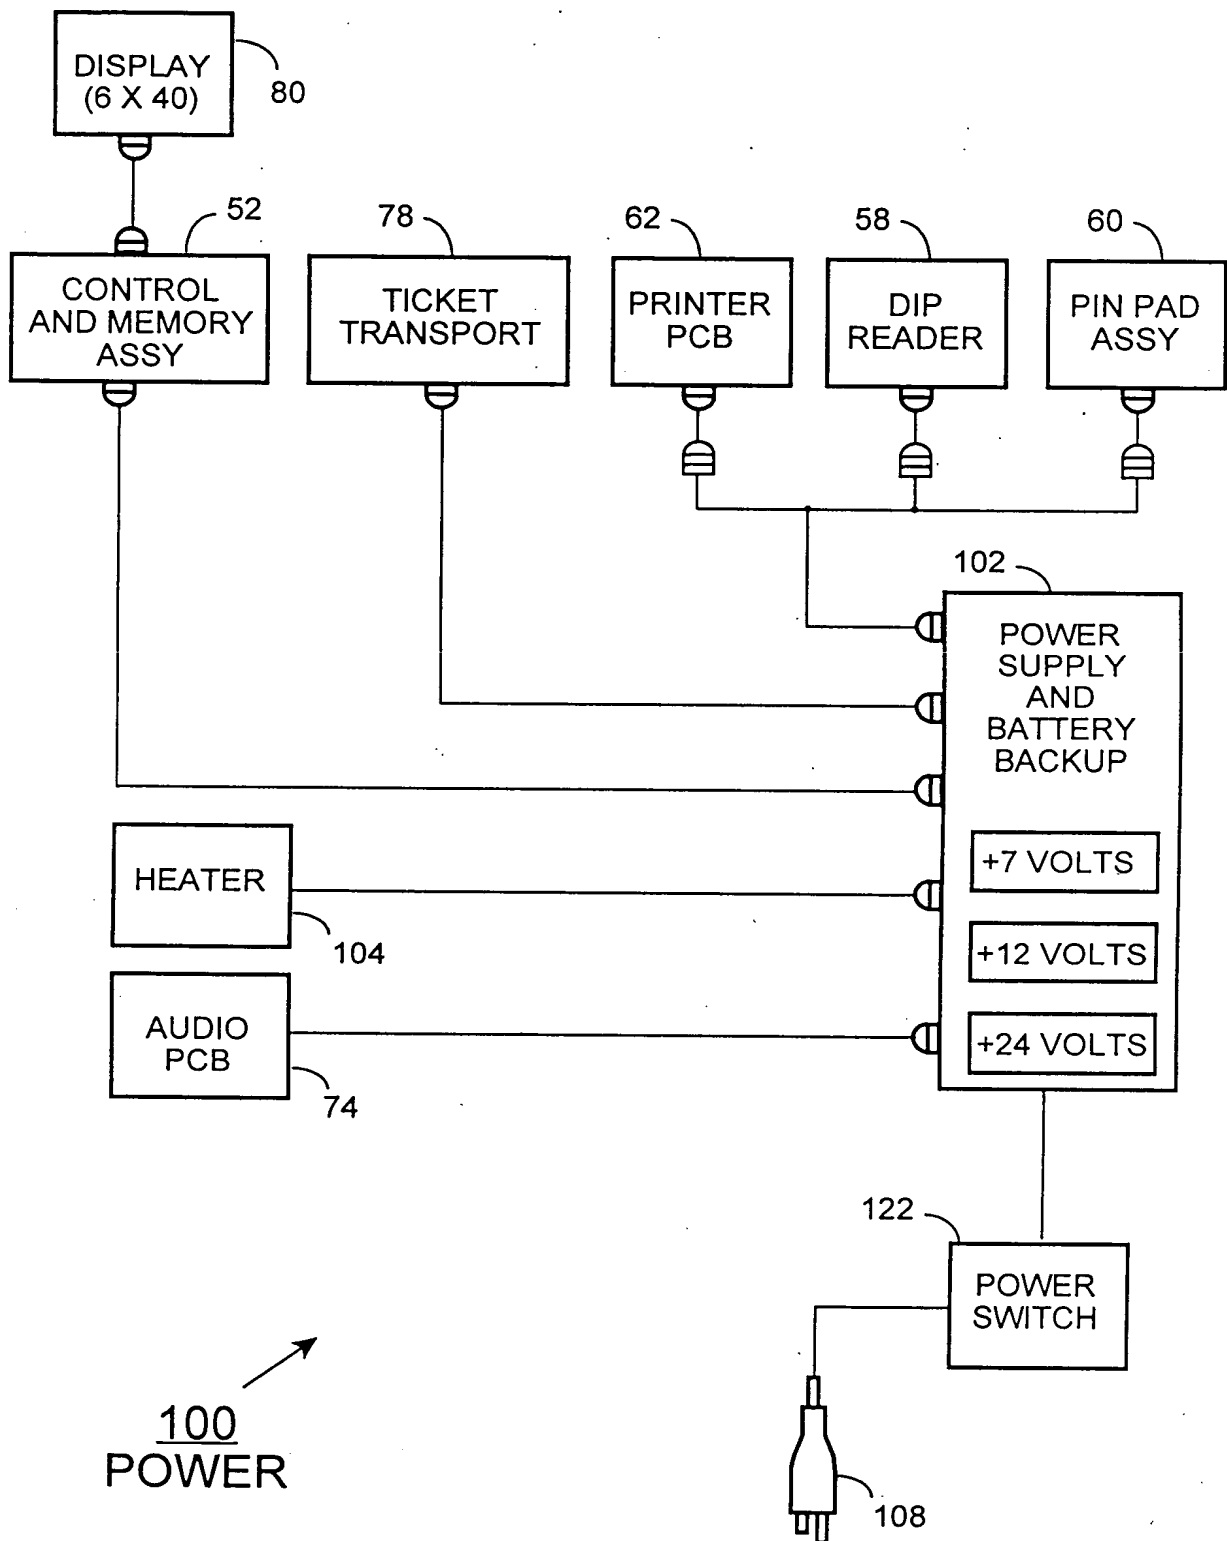 DISPLAY
(6 X 40)
80
52
78
62
58
60
CONTROL
AND MEMORY
ASSY
TICKET
TRANSPORT
PRINTER
PCB
DIP
READER
PIN PAD
ASSY
102
POWER
SUPPLY
AND
BATTERY
BACKUP
+7 VOLTS
+12 VOLTS
+24 VOLTS
HEATER
104
AUDIO
PCB
74
122
POWER
SWITCH
108
100
POWER